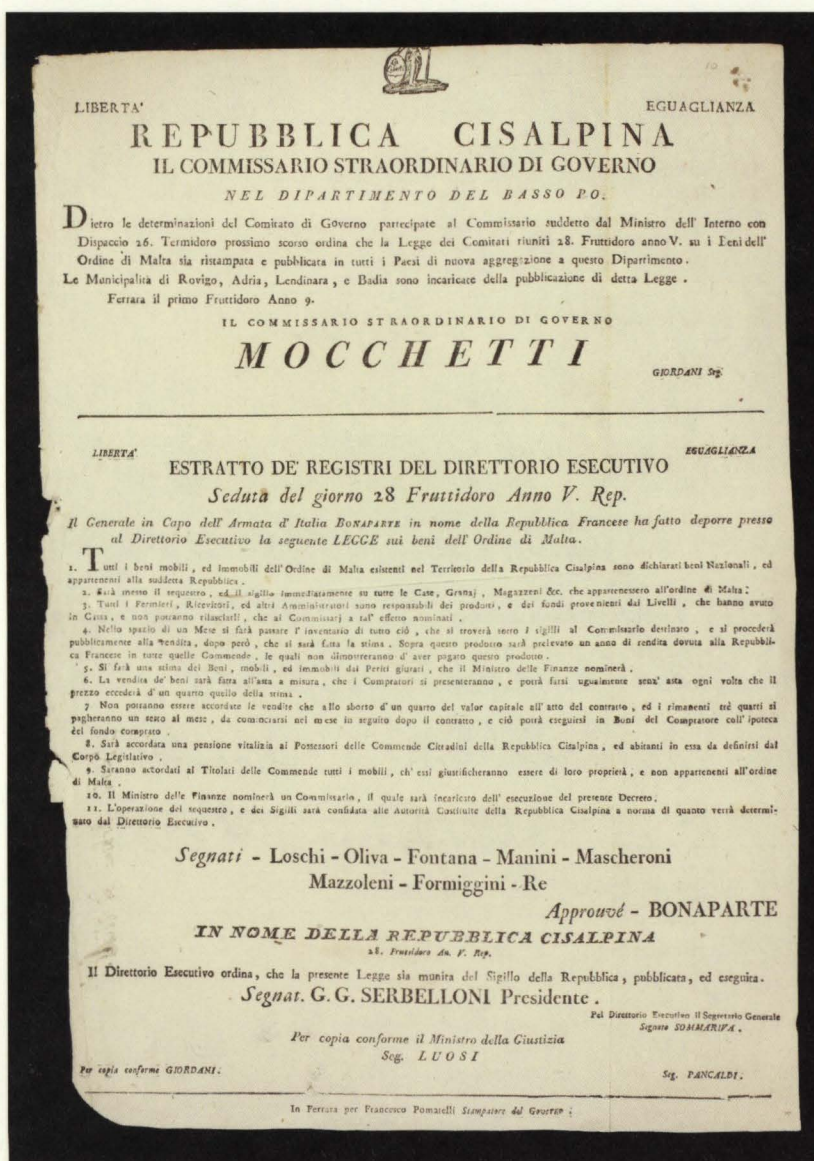 10
LIBERTA' EGUAGLIANZA
REPUBBLICA CISALPINA
IL COMMISSARIO STRAORDINARIO DI GOVERNO
NEL DIPARTIMENTO DEL BASSO PO.
Dietro le determinazioni del Comitato di Governo partecipate al Commissario suddetto dal Ministro dell' Interno con
Dispaccio 26. Termidoro prossimo scorso ordina che la Legge dei Comitati riuniti 28. Fruttidoro anno V. su i Beni dell'
Ordine di Malta sia ristampata e pubblicata in tutti i Paesi di nuova aggregazione a questo Dipartimento.
Le Municipalità di Rovigo, Adria, Lendinara, e Badia sono incaricate della pubblicazione di detta Legge.
Ferrara il primo Fruttidoro Anno 9.
IL COMMISSARIO STRAORDINARIO DI GOVERNO
MOCCHETTI
GIORDANI Seg.
LIBERTA' EGUAGLIANZA
ESTRATTO DE' REGISTRI DEL DIRETTORIO ESECUTIVO
Seduta del giorno 28 Fruttidoro Anno V. Rep.
Il Generale in Capo dell' Armata d' Italia BONAPARTE in nome della Repubblica Francese ha fatto deporre presso
al Direttorio Esecutivo la seguente LEGGE sui beni dell' Ordine di Malta.
1. Tutti i beni mobili, ed immobili dell'Ordine di Malta esistenti nel Territorio della Repubblica Cisalpina sono dichiarati beni Nazionali, ed
appartenenti alla suddetta Repubblica.
2. Sarà messo il sequestro, ed il sigillo immediatamente su tutte le Case, Granaj, Magazzeni &c. che appartenessero all'ordine di Malta:
3. Tutti i Fermieri, Ricevitori, ed altri Amministratori sono responsabili dei prodotti, e dei fondi provenienti dai Livelli, che hanno avuto
in Cassa, e non potranno rilasciarli, che ai Commissarj a tal' effetto nominati.
4. Nello spazio di un Mese si farà passare l' inventario di tutto ciò, che si troverà sotto i sigilli al Commissario destinato, e si procederà
pubblicamente alla vendita, dopo però, che si sarà fatta la stima. Sopra questo prodotto sarà prelevato un anno di rendita dovuta alla Repubbli-
ca Francese in tutte quelle Commende, le quali non dimostreranno d' aver pagato questo prodotto.
5. Si farà una stima dei Beni, mobili, ed immobili dai Periti giurati, che il Ministro delle Finanze nominerà.
6. La vendita de' beni sarà fatta all'asta a misura, che i Compratori si presenteranno, e potrà farsi ugualmente senz' asta ogni volta che il
prezzo eccederà d' un quarto quello della stima.
7 Non potranno essere accordate le vendite che allo sborso d'un quarto del valor capitale all'atto del contratto, ed i rimanenti trè quarti si
pagheranno un sesto al mese, da cominciarsi nel mese in seguito dopo il contratto, e ciò potrà eseguirsi in Boni del Compratore coll'ipoteca
del fondo comprato.
8. Sarà accordata una pensione vitalizia ai Possessori delle Commende Cittadini della Repubblica Cisalpina, ed abitanti in essa da definirsi dal
Corpo Legislativo.
9. Saranno accordati ai Titolati delle Commende tutti i mobili, ch' essi giustificheranno essere di loro proprietà, e non appartenenti all'ordine
di Malta.
10. Il Ministro delle Finanze nominerà un Commissario, il quale sarà incaricato dell' esecuzione del presente Decreto.
11. L'operazione dei sequestro, e dei Sigilli sarà confidata alle Autorità Costituite della Repubblica Cisalpina a norma di quanto verrà determi-
nato dal Direttorio Esecutivo.
Segnati - Loschi - Oliva - Fontana - Manini - Mascheroni
Mazzoleni - Formiggini - Re
Approuvé - BONAPARTE
IN NOME DELLA REPUBBLICA CISALPINA
28. Fruttidoro An. V. Rep.
Il Direttorio Esecutivo ordina, che la presente Legge sia munita del Sigillo della Repubblica, pubblicata, ed eseguita.
Segnat. G. G. SERBELLONI Presidente.
Pel Direttorio Esecutivo il Segretario Generale
Segnato SOMMARIVA.
Per copia conforme il Ministro della Giustizia
Seg. LUOSI
Per copia conforme GIORDANI. Seg. PANCALDI.
In Ferrara per Francesco Pomatelli Stampatore del Governo: